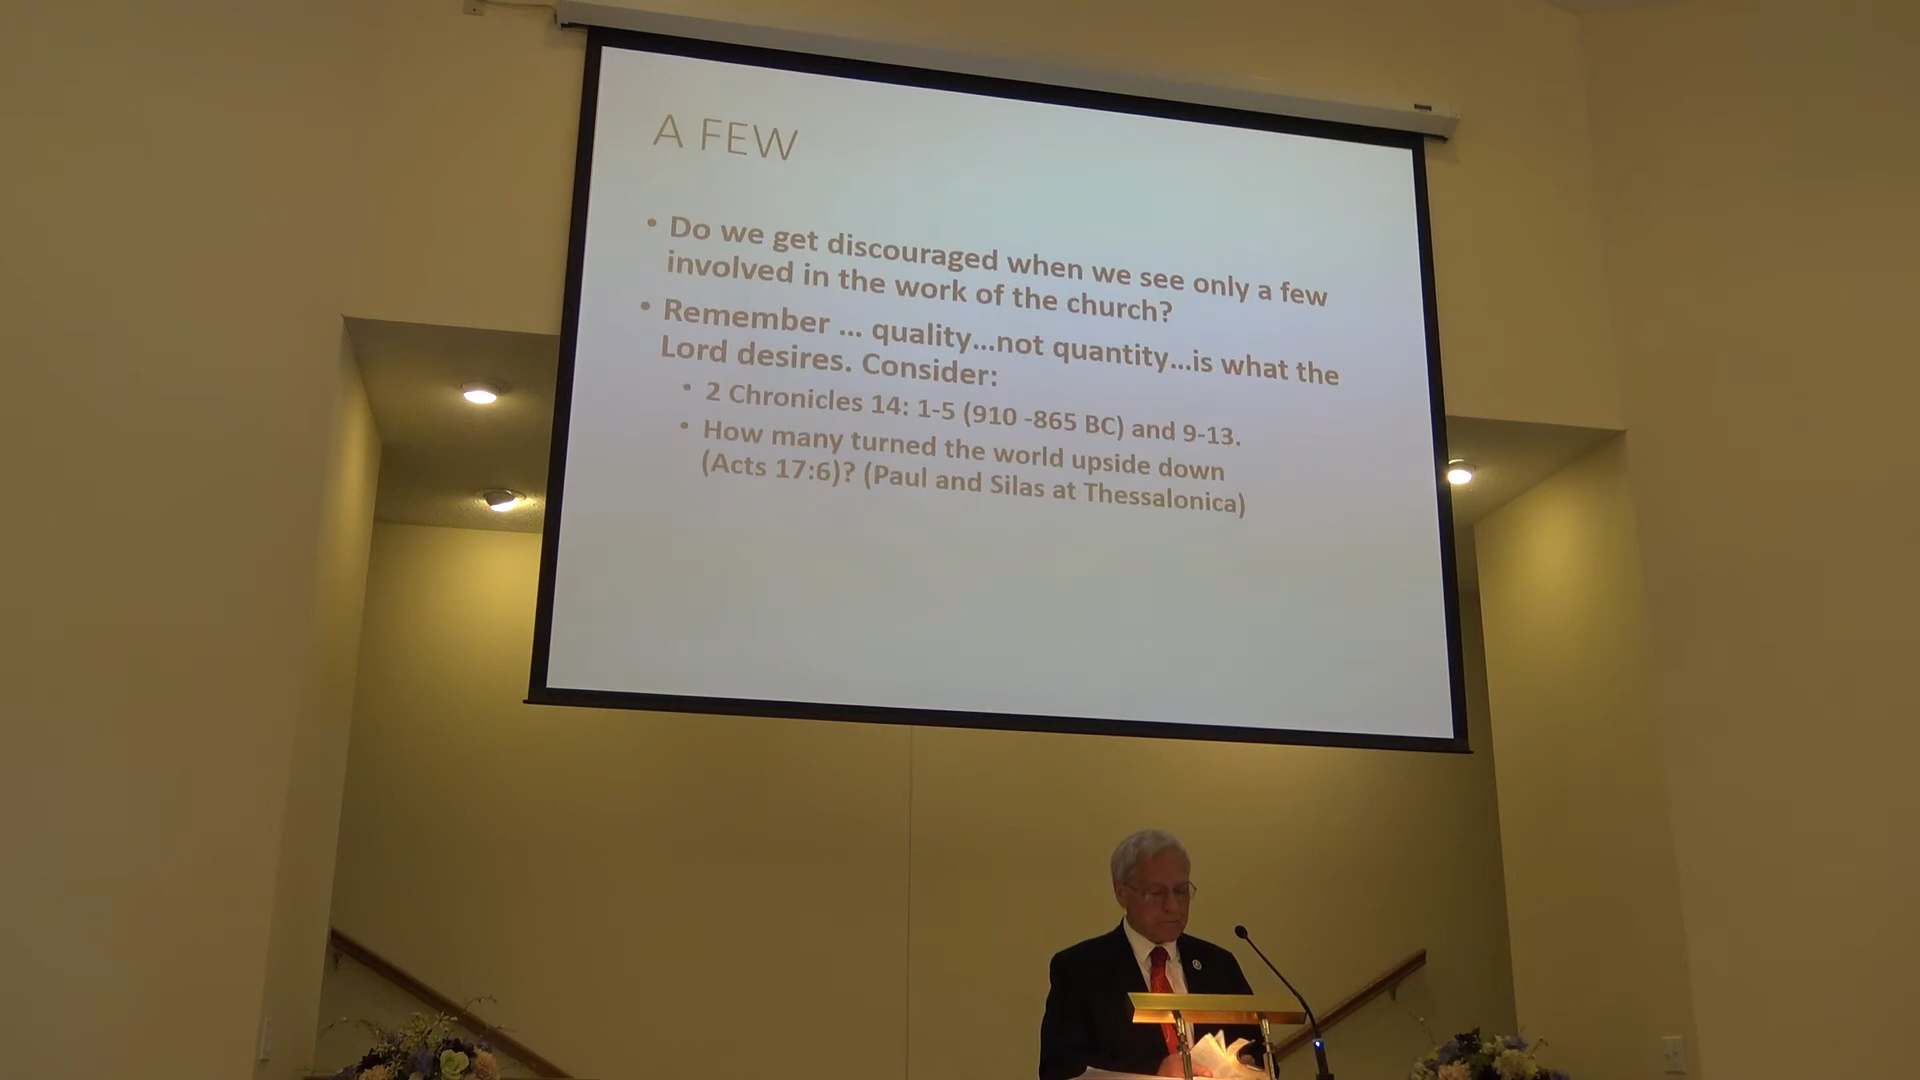 A FEW
• Do we get discouraged when we see only a few
involved in the work of the church?
• Remember ... quality...not quantity...is what the
Lord desires. Consider:
• 2 Chronicles 14: 1-5 (910 -865 BC) and 9-13.
• How many turned the world upside down
(Acts 17:6)? (Paul and Silas at Thessalonica)